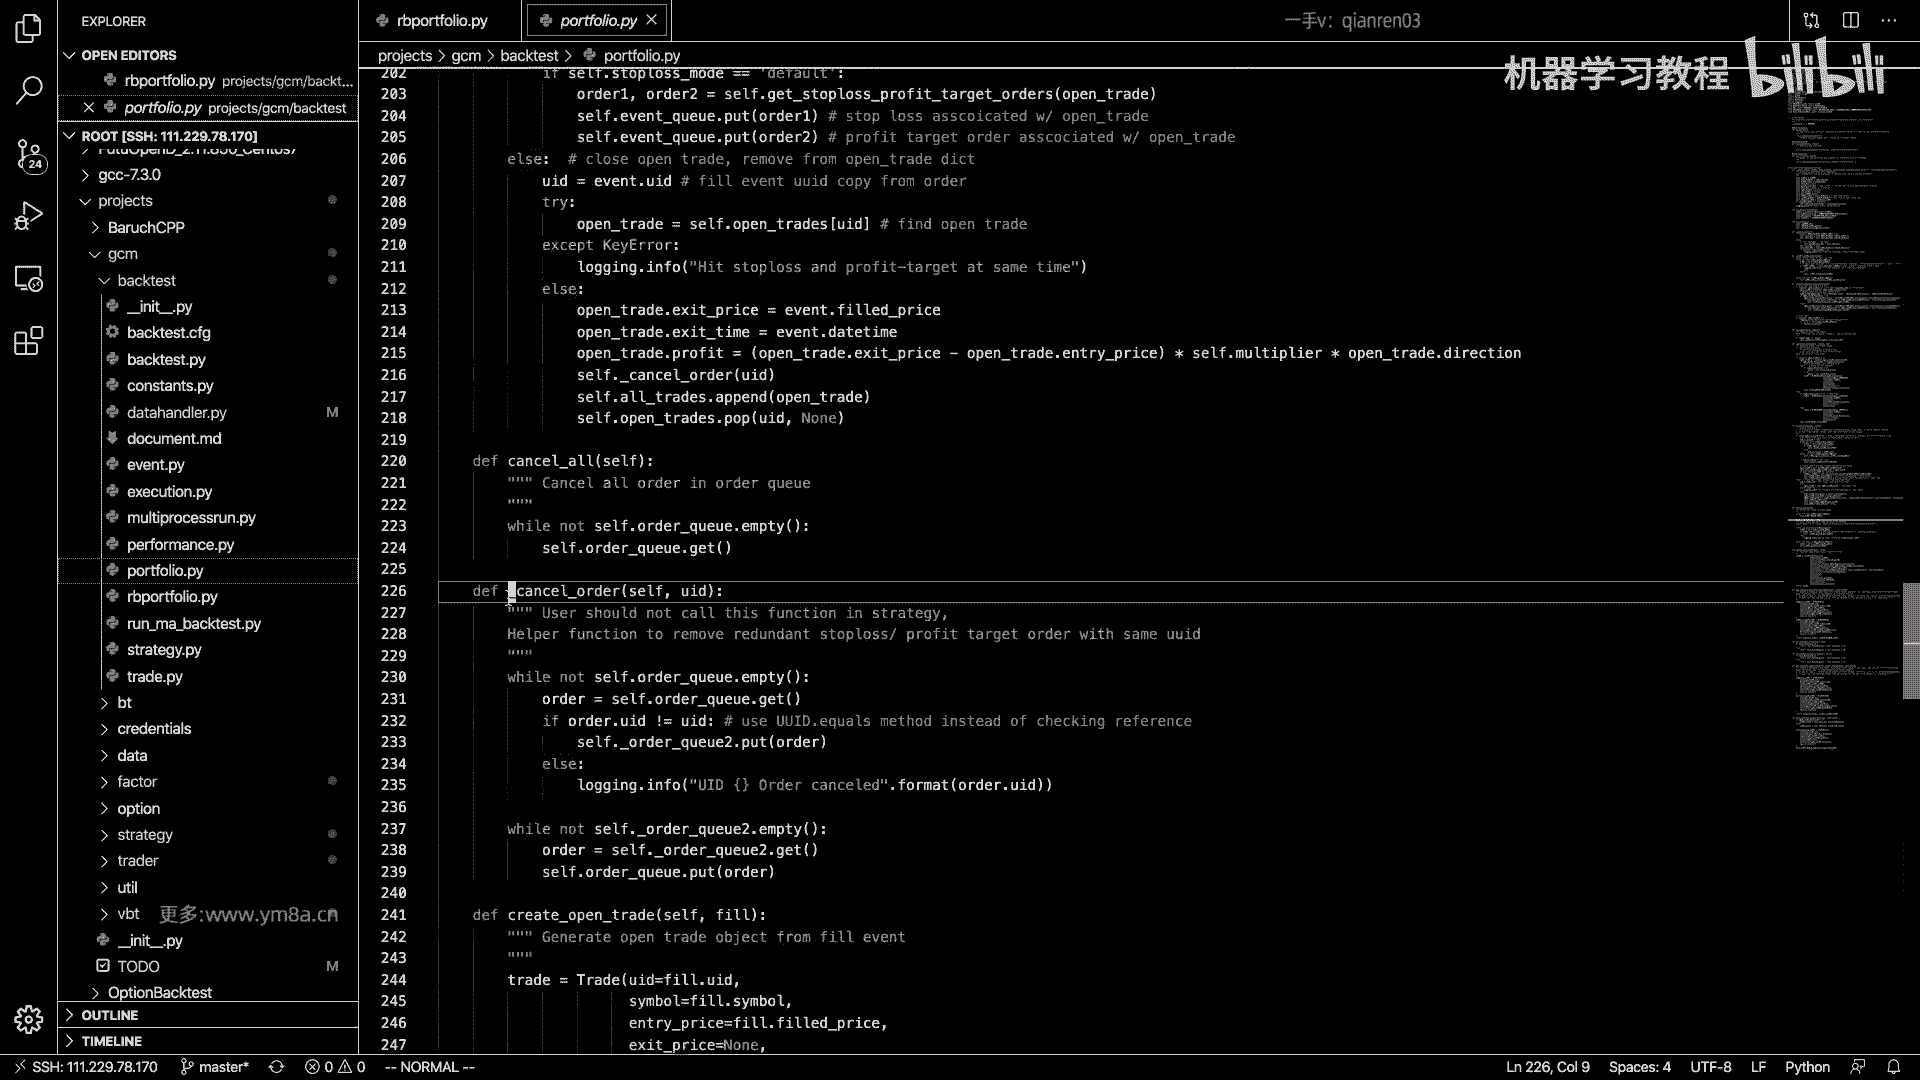 EXPLORER
OPEN EDITORS
rbportfolio.py projects/gcm/backt...
portfolio.py projects/gcm/backtest
ROOT [SSH: 111.229.78.170]
gcc-7.3.0
projects
BaruchCPP
gcm
backtest
__init__.py
backtest.cfg
backtest.py
constants.py
datahandler.py M
document.md
event.py
execution.py
multiprocessrun.py
performance.py
portfolio.py
rbportfolio.py
run_ma_backtest.py
strategy.py
trade.py
bt
credentials
data
factor
option
strategy
trader
util
vbt
更多:www.ym8a.cn
__init__.py
TODO M
OptionBacktest
OUTLINE
TIMELINE
24
rbportfolio.py
portfolio.py
一手v：qianren03
projects > gcm > backtest > portfolio.py
机器学习教程 bilibili
202 if self.stoploss_mode == 'default':
203 order1, order2 = self.get_stoploss_profit_target_orders(open_trade)
204 self.event_queue.put(order1) # stop loss asscoicated w/ open_trade
205 self.event_queue.put(order2) # profit target order asscociated w/ open_trade
206 else: # close open trade, remove from open_trade dict
207 uid = event.uid # fill event uuid copy from order
208 try:
209 open_trade = self.open_trades[uid] # find open trade
210 except KeyError:
211 logging.info("Hit stoploss and profit-target at same time")
212 else:
213 open_trade.exit_price = event.filled_price
214 open_trade.exit_time = event.datetime
215 open_trade.profit = (open_trade.exit_price - open_trade.entry_price) * self.multiplier * open_trade.direction
216 self._cancel_order(uid)
217 self.all_trades.append(open_trade)
218 self.open_trades.pop(uid, None)
219
220 def cancel_all(self):
221 """ Cancel all order in order queue
222 """
223 while not self.order_queue.empty():
224 self.order_queue.get()
225
226 def _cancel_order(self, uid):
227 """ User should not call this function in strategy,
228 Helper function to remove redundant stoploss/ profit target order with same uuid
229 """
230 while not self.order_queue.empty():
231 order = self.order_queue.get()
232 if order.uid != uid: # use UUID.equals method instead of checking reference
233 self._order_queue2.put(order)
234 else:
235 logging.info("UID {} Order canceled".format(order.uid))
236
237 while not self._order_queue2.empty():
238 order = self._order_queue2.get()
239 self.order_queue.put(order)
240
241 def create_open_trade(self, fill):
242 """ Generate open trade object from fill event
243 """
244 trade = Trade(uid=fill.uid,
245 symbol=fill.symbol,
246 entry_price=fill.filled_price,
247 exit_price=None,
SSH: 111.229.78.170 master* 0 0 -- NORMAL -- Ln 226, Col 9 Spaces: 4 UTF-8 LF Python